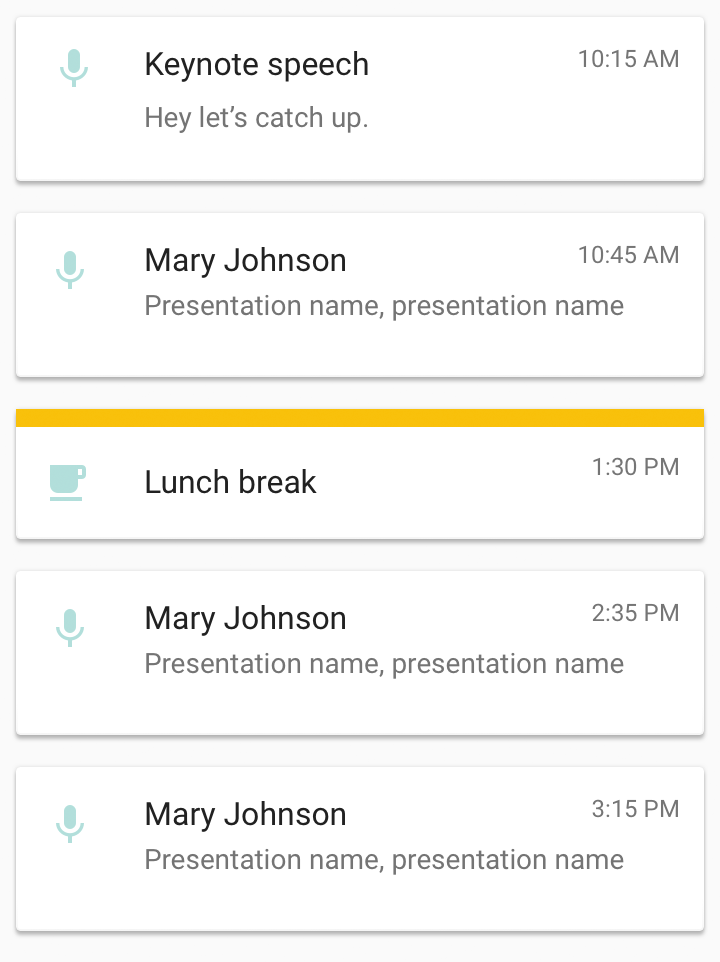 Keynote speech 10:15 AM
Hey let’s catch up.
Mary Johnson 10:45 AM
Presentation name, presentation name
Lunch break 1:30 PM
Mary Johnson 2:35 PM
Presentation name, presentation name
Mary Johnson 3:15 PM
Presentation name, presentation name